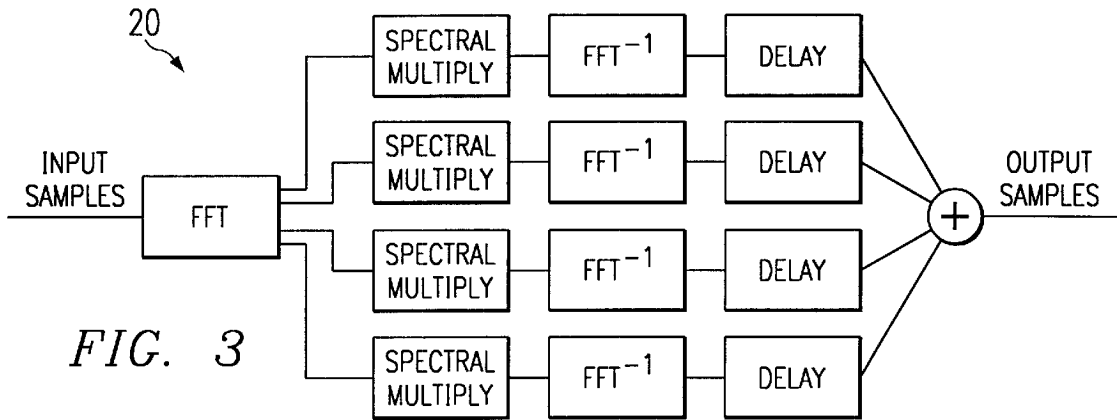 20
SPECTRAL
MULTIPLY
FFT⁻¹
DELAY
SPECTRAL
MULTIPLY
FFT⁻¹
DELAY
INPUT
SAMPLES
FFT
OUTPUT
SAMPLES
+
SPECTRAL
MULTIPLY
FFT⁻¹
DELAY
SPECTRAL
MULTIPLY
FFT⁻¹
DELAY
FIG. 3